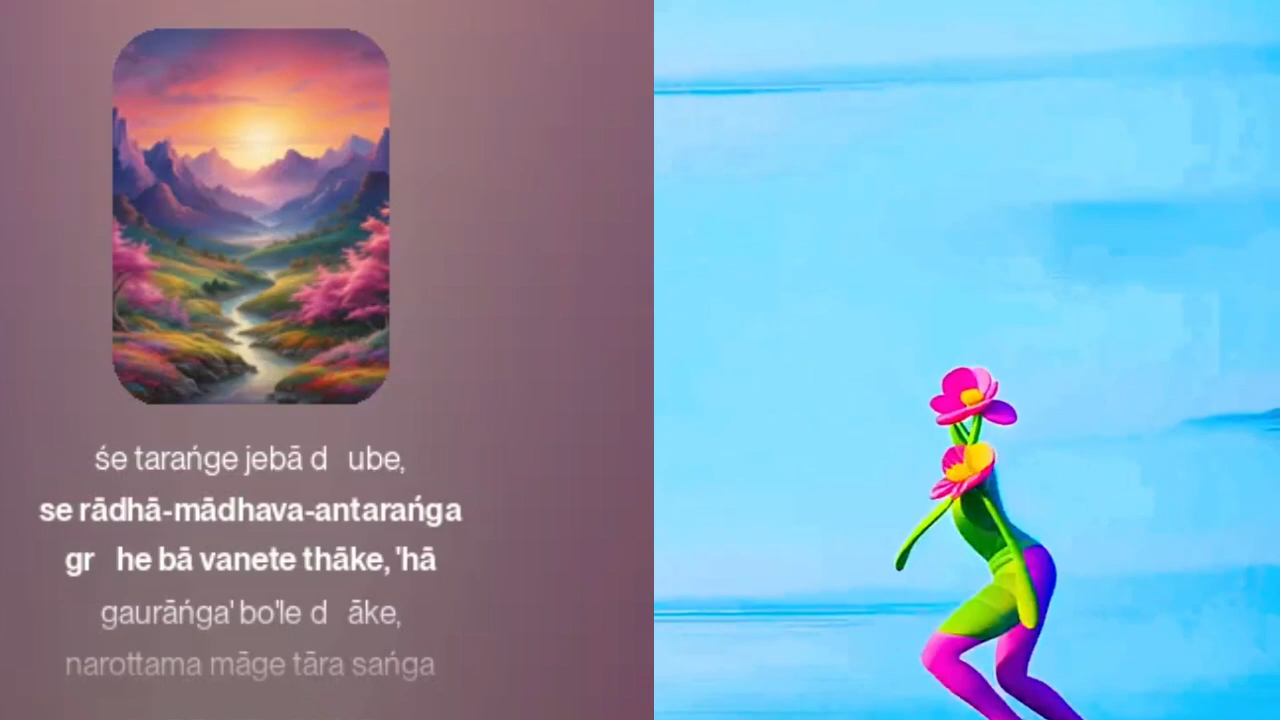 śe taraṅge jebā d ube,
se rādhā-mādhava-antaraṅga
gr he bā vanete thāke, 'hā
gaurāṅga' bo'le d āke,
narottama māge tāra saṅga